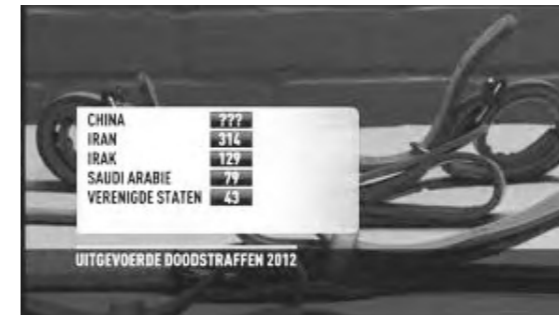 CHINA ???
IRAN 314
IRAK 129
SAUDI ARABIE 79
VERENIGDE STATEN 43
UITGEVOERDE DOODSTRAFFEN 2012